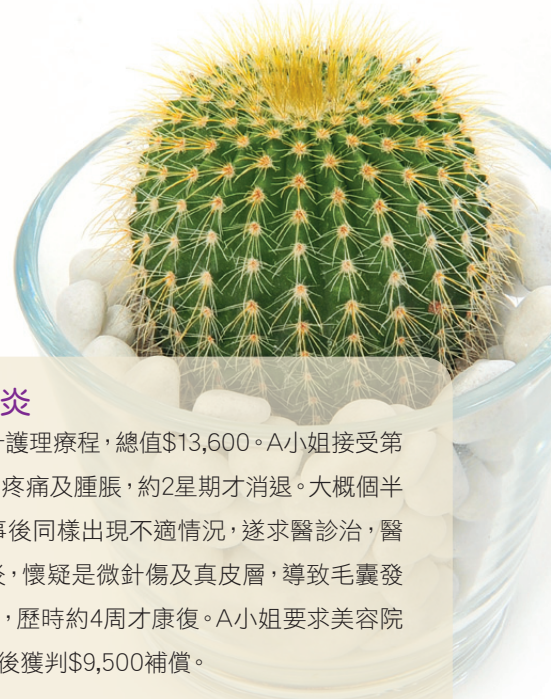 炎
護理療程，總值$13,600。A小姐接受第
疼痛及腫脹，約2星期才消退。大概個半
後同樣出現不適情況，遂求醫診治，醫
，懷疑是微針傷及真皮層，導致毛囊發
，歷時約4周才康復。A小姐要求美容院
後獲判$9,500補償。